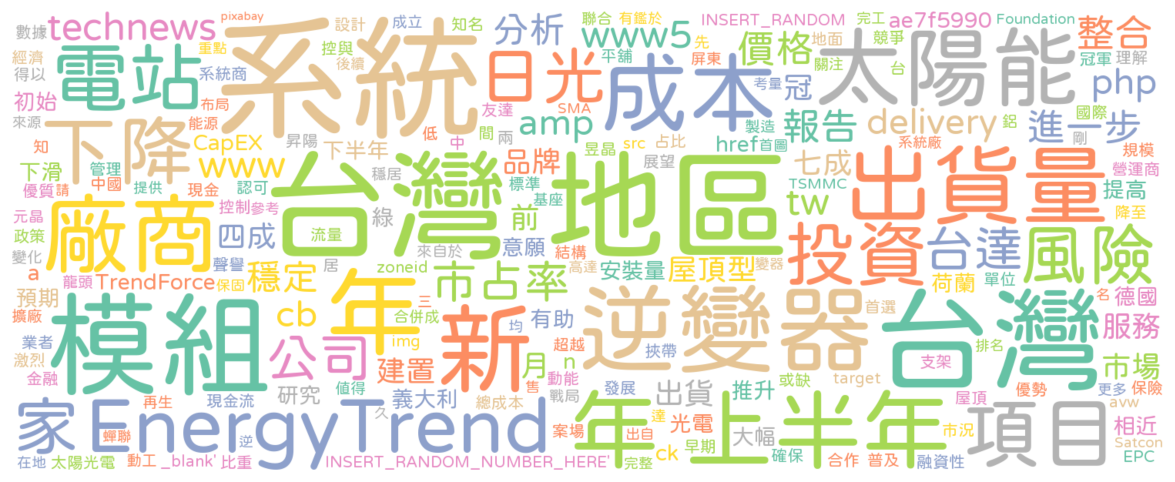 pixabay
設計 成立 知名 聯合 有鑑於 INSERT_RANDOM 完工 ae7f5990 Foundation
數據 technews 重點 控與 系統 分析 www5 先 地面 競爭 太陽能 整合
經濟 電站 後續 平舖 屏東 價格 關注 台 冠軍 理解
得以 系統商 日光 成本 考量 冠 php
初始 布局 友達 SMA 國際
來源 能源 昇陽 低 中 間 兩 amp 製造 報告 delivery 鋁 進一步 剛
知 下降 CapEX 下半年 昱晶 src 占比 href 首圖 系統廠 規模
下滑 管理 www 穩居 品牌 展望 七成 營運商
優質 請 中國 提供 認可 現金 標準 TSMMC tw 提高
元晶 廠商 控制 參考 台灣地區 前 基座 出貨量 降至
政策 四成 流量 綠 意願 結構 投資 台達 風險
變化 聲譽 來自於 居
a 龍頭 TrendForce 保固 穩定 zoneid 市占率 高達 安裝量 屋頂型 變器 荷蘭 單位
預期 cb 年 三 新 逆變器 首選 名 德國
擴廠 模組 合併成 均 有助 台灣 服務
業者 公司 img 超越 排名
激烈 建置 月 n 挾帶 支架 市場
金融 研究 值得 動能 售 發展 出貨 推升 或缺 target 優勢 更多 保險
再生 現金流 義大利 總成本 戰局 屋頂 avw
家 EnergyTrend 久 達 年上半年 項目 相近
蟬聯 逆 案場 出自 光電 早期 大幅 市況 Satcon
在地 太陽光電 動工 _blank' 比重 INSERT_RANDOM_NUMBER_HERE' 完整 ck 確保 合作 普及 融資性 EPC